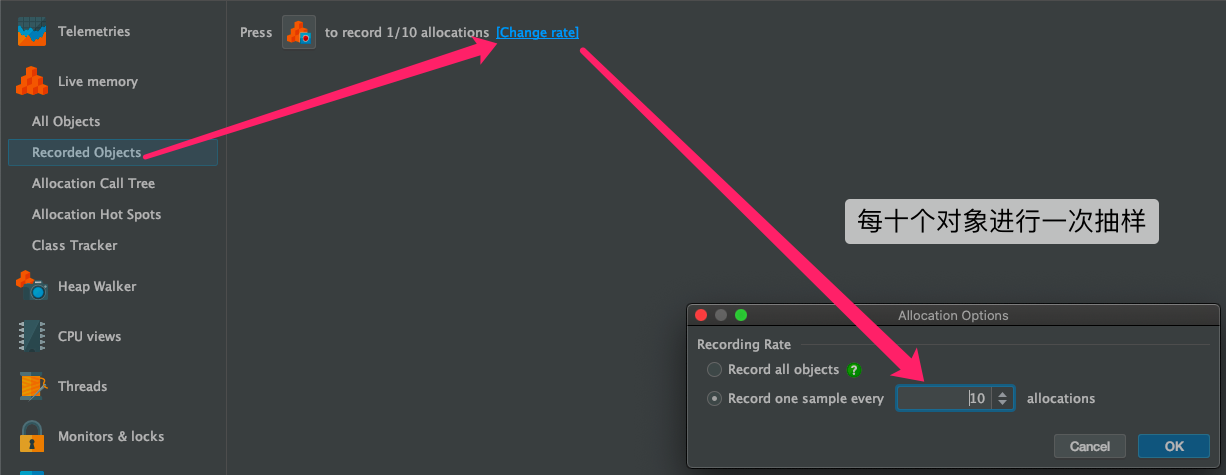 Telemetries
Live memory
All Objects
Recorded Objects
Allocation Call Tree
Allocation Hot Spots
Class Tracker
Heap Walker
CPU views
Threads
Monitors & locks
Press to record 1/10 allocations [Change rate]
每十个对象进行一次抽样
Allocation Options
Recording Rate
Record all objects ?
Record one sample every 10 allocations
Cancel OK